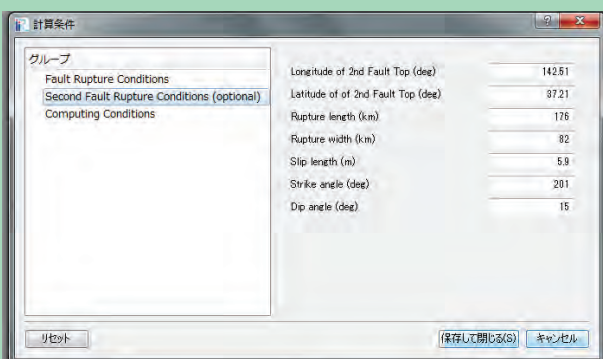 計算条件
グループ
Fault Rupture Conditions
Second Fault Rupture Conditions (optional)
Computing Conditions
Longitude of 2nd Fault Top (deg) 142.51
Latitude of of 2nd Fault Top (deg) 37.21
Rupture length (km) 176
Rupture width (km) 82
Slip length (m) 5.9
Strike angle (deg) 201
Dip angle (deg) 15
リセット
保存して閉じる(S)
キャンセル